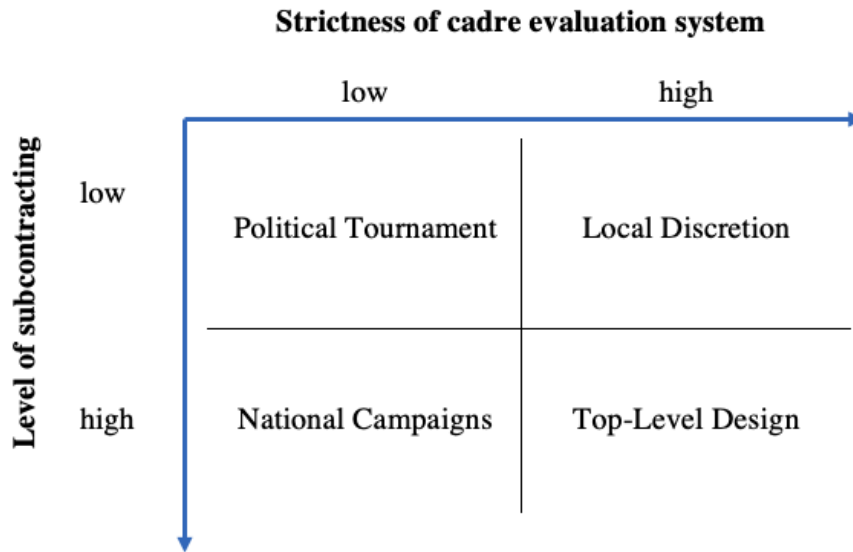 Strictness of cadre evaluation system
low high
Level of subcontracting
low
Political Tournament Local Discretion
high
National Campaigns Top-Level Design